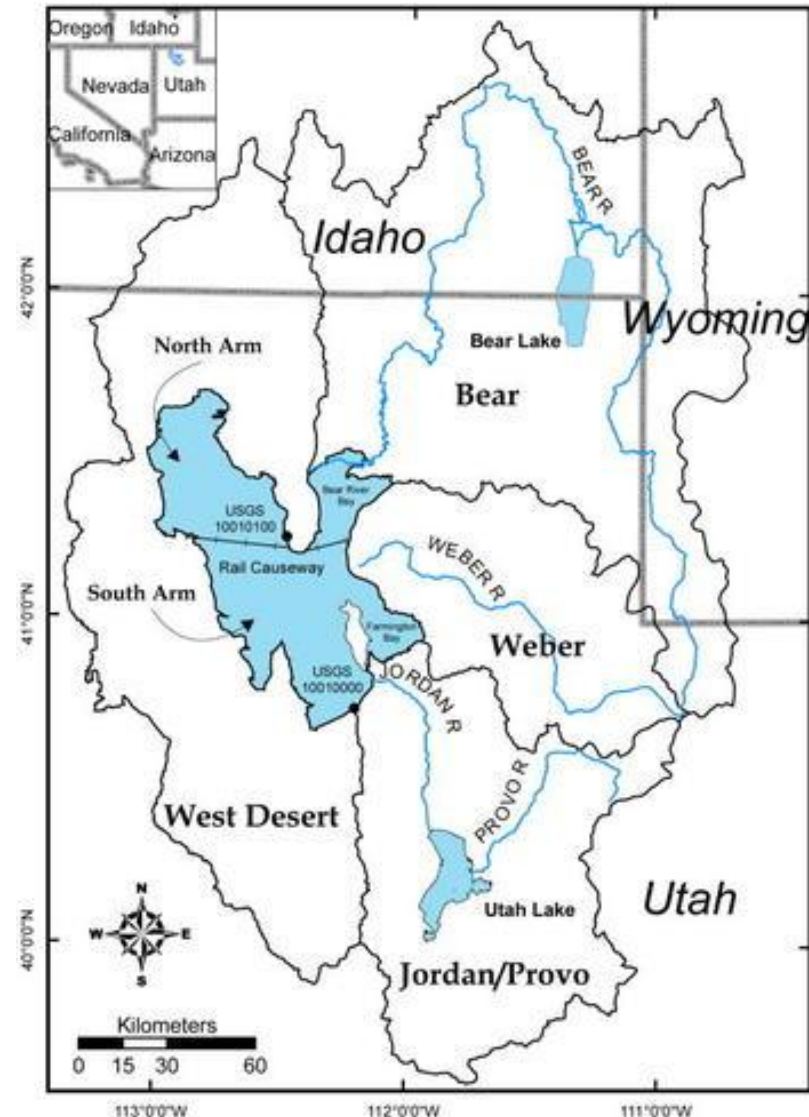 Oregon
Idaho
Nevada
Utah
California
Arizona
BEAR R
Idaho
42°0'0"N
Wyoming
Bear Lake
North Arm
Bear
Bear River
Bay
USGS
10010100
Rail Causeway
WEBER R
South Arm
41°0'0"N
Farmington
Bay
Weber
USGS
10010000
JORDAN R
PROVO R
West Desert
Utah
Utah Lake
N
W
E
S
40°0'0"N
Jordan/Provo
Kilometers
0 15 30 60
113°0'0"W
112°0'0"W
111°0'0"W